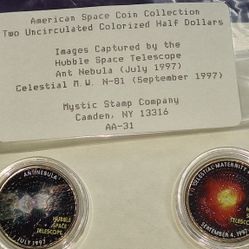 American Space Coin Collection
Two Uncirculated Colorized Half Dollars
Images Captured by the
Hubble Space Telescope
Ant Nebula (July 1997)
Celestial M. W. N-81 (September 1997)
Mystic Stamp Company
Camden, NY 13316
AA-31
ANT NEBULA
HUBBLE
SPACE
TELESCOPE
JULY 1997
CELESTIAL MATERNITY
HUBBLE
SPACE
TELESCOPE
SEPTEMBER 4, 1997